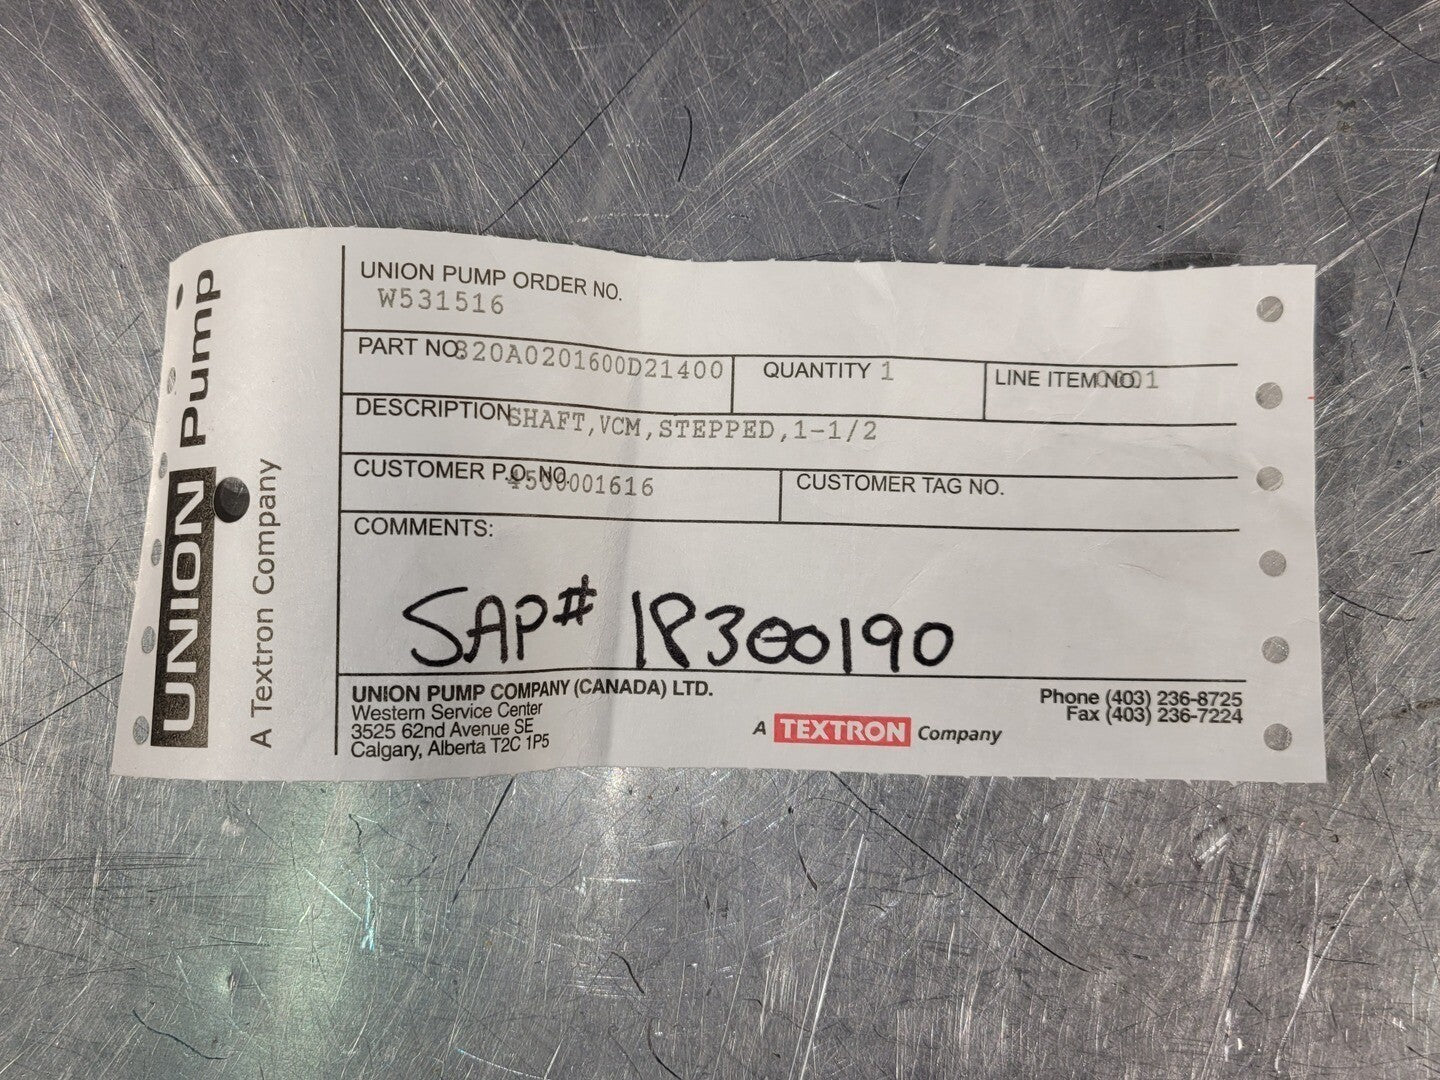 UNION Pump
A Textron Company
UNION PUMP ORDER NO.
W531516
PART NO. 820A0201600D21400
QUANTITY 1
LINE ITEM NO. 0001
DESCRIPTION SHAFT,VCM,STEPPED,1-1/2
CUSTOMER P.O. NO. 4500001616
CUSTOMER TAG NO.
COMMENTS:
SAP# 1P300190
UNION PUMP COMPANY (CANADA) LTD.
Western Service Center
3525 62nd Avenue SE
Calgary, Alberta T2C 1P5
A TEXTRON Company
Phone (403) 236-8725
Fax (403) 236-7224